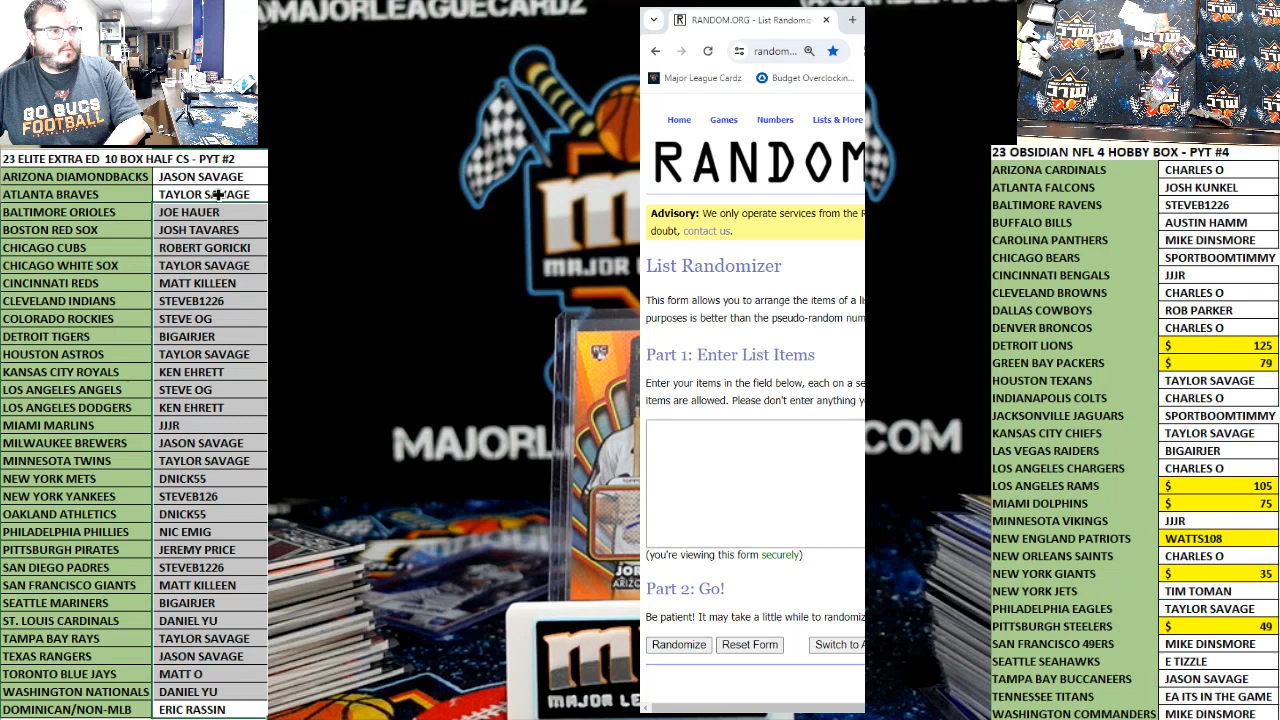 @MAJORLEAGUECARDZ
GO BUCS
FOOTBALL
23 ELITE EXTRA ED 10 BOX HALF CS - PYT #2
ARIZONA DIAMONDBACKS JASON SAVAGE
ATLANTA BRAVES TAYLOR SAVAGE
BALTIMORE ORIOLES JOE HAUER
BOSTON RED SOX JOSH TAVARES
CHICAGO CUBS ROBERT GORICKI
CHICAGO WHITE SOX TAYLOR SAVAGE
CINCINNATI REDS MATT KILLEEN
CLEVELAND INDIANS STEVEB1226
COLORADO ROCKIES STEVE OG
DETROIT TIGERS BIGAIRJER
HOUSTON ASTROS TAYLOR SAVAGE
KANSAS CITY ROYALS KEN EHRETT
LOS ANGELES ANGELS STEVE OG
LOS ANGELES DODGERS KEN EHRETT
MIAMI MARLINS JJJR
MILWAUKEE BREWERS JASON SAVAGE
MINNESOTA TWINS TAYLOR SAVAGE
NEW YORK METS DNICK55
NEW YORK YANKEES STEVEB126
OAKLAND ATHLETICS DNICK55
PHILADELPHIA PHILLIES NIC EMIG
PITTSBURGH PIRATES JEREMY PRICE
SAN DIEGO PADRES STEVEB1226
SAN FRANCISCO GIANTS MATT KILLEEN
SEATTLE MARINERS BIGAIRJER
ST. LOUIS CARDINALS DANIEL YU
TAMPA BAY RAYS TAYLOR SAVAGE
TEXAS RANGERS JASON SAVAGE
TORONTO BLUE JAYS MATT O
WASHINGTON NATIONALS DANIEL YU
DOMINICAN/NON-MLB ERIC RASSIN
m
MAJOR LE
MAJORL
COM
RC
JOR
ARIZO
m
MAJOR LE
RANDOM.ORG - List Randomiz
random...
Major League Cardz Budget Overclockin...
Home Games Numbers Lists & More
RANDOM
Advisory: We only operate services from the R
doubt, contact us.
List Randomizer
This form allows you to arrange the items of a li
purposes is better than the pseudo-random num
Part 1: Enter List Items
Enter your items in the field below, each on a se
items are allowed. Please don't enter anything y
(you're viewing this form securely)
Part 2: Go!
Be patient! It may take a little while to randomiz
Randomize Reset Form Switch to A
23 OBSIDIAN NFL 4 HOBBY BOX - PYT #4
ARIZONA CARDINALS CHARLES O
ATLANTA FALCONS JOSH KUNKEL
BALTIMORE RAVENS STEVEB1226
BUFFALO BILLS AUSTIN HAMM
CAROLINA PANTHERS MIKE DINSMORE
CHICAGO BEARS SPORTBOOMTIMMY
CINCINNATI BENGALS JJJR
CLEVELAND BROWNS CHARLES O
DALLAS COWBOYS ROB PARKER
DENVER BRONCOS CHARLES O
DETROIT LIONS $ 125
GREEN BAY PACKERS $ 79
HOUSTON TEXANS TAYLOR SAVAGE
INDIANAPOLIS COLTS CHARLES O
JACKSONVILLE JAGUARS SPORTBOOMTIMMY
KANSAS CITY CHIEFS TAYLOR SAVAGE
LAS VEGAS RAIDERS BIGAIRJER
LOS ANGELES CHARGERS CHARLES O
LOS ANGELES RAMS $ 105
MIAMI DOLPHINS $ 75
MINNESOTA VIKINGS JJJR
NEW ENGLAND PATRIOTS WATTS108
NEW ORLEANS SAINTS CHARLES O
NEW YORK GIANTS $ 35
NEW YORK JETS TIM TOMAN
PHILADELPHIA EAGLES TAYLOR SAVAGE
PITTSBURGH STEELERS $ 49
SAN FRANCISCO 49ERS MIKE DINSMORE
SEATTLE SEAHAWKS E TIZZLE
TAMPA BAY BUCCANEERS JASON SAVAGE
TENNESSEE TITANS EA ITS IN THE GAME
WASHINGTON COMMANDERS MIKE DINSMORE